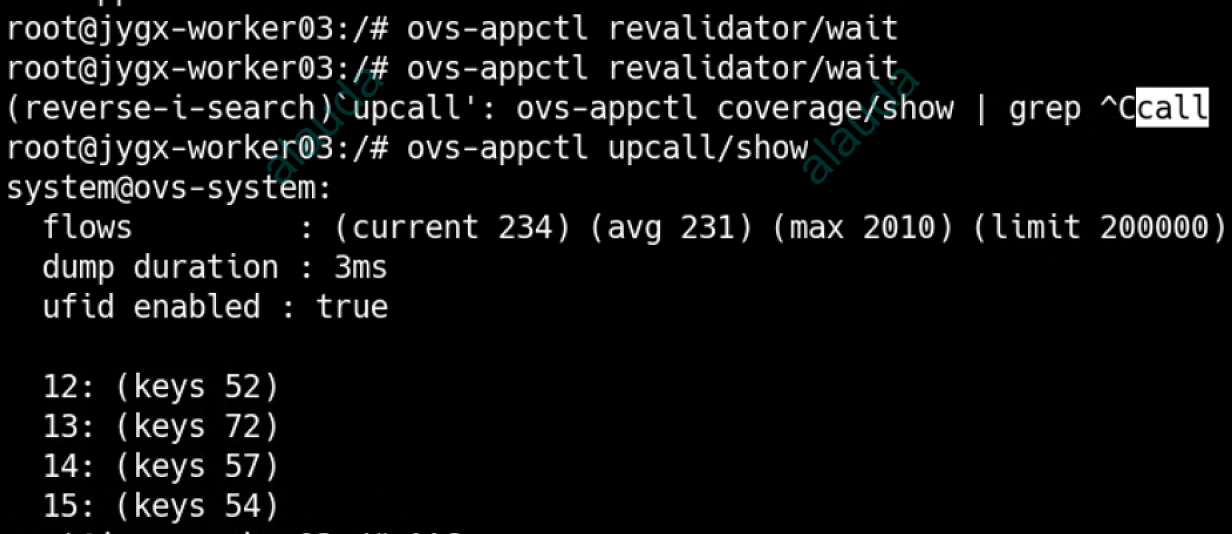 root@jygx-worker03:/# ovs-appctl revalidator/wait
root@jygx-worker03:/# ovs-appctl revalidator/wait
(reverse-i-search)`upcall': ovs-appctl coverage/show | grep ^Ccall
root@jygx-worker03:/# ovs-appctl upcall/show
system@ovs-system:
  flows         : (current 234) (avg 231) (max 2010) (limit 200000)
  dump duration : 3ms
  ufid enabled : true

  12: (keys 52)
  13: (keys 72)
  14: (keys 57)
  15: (keys 54)
alauda
alauda